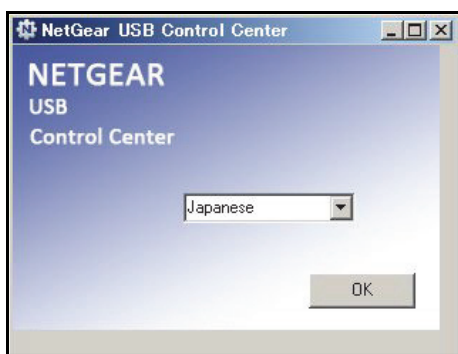 NetGear USB Control Center
NETGEAR
USB
Control Center
Japanese
OK